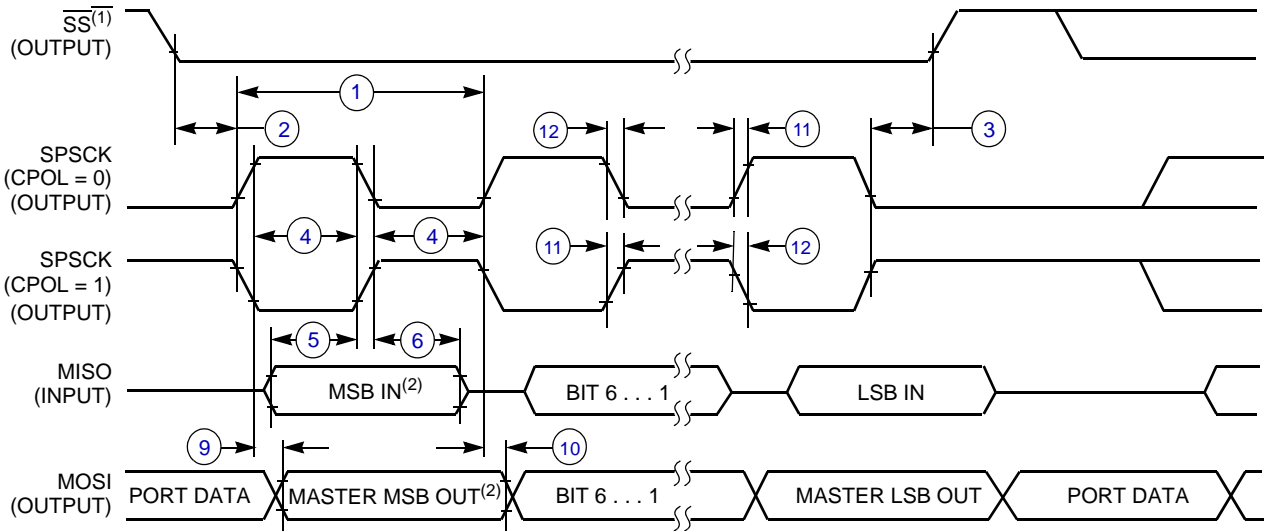 SS(1)
(OUTPUT)
1
2
12
11
3
SPSCK
(CPOL = 0)
(OUTPUT)
4
4
11
12
SPSCK
(CPOL = 1)
(OUTPUT)
5
6
MISO
(INPUT)
MSB IN(2)
BIT 6 . . . 1
LSB IN
9
10
MOSI
(OUTPUT)
PORT DATA
MASTER MSB OUT(2)
BIT 6 . . . 1
MASTER LSB OUT
PORT DATA